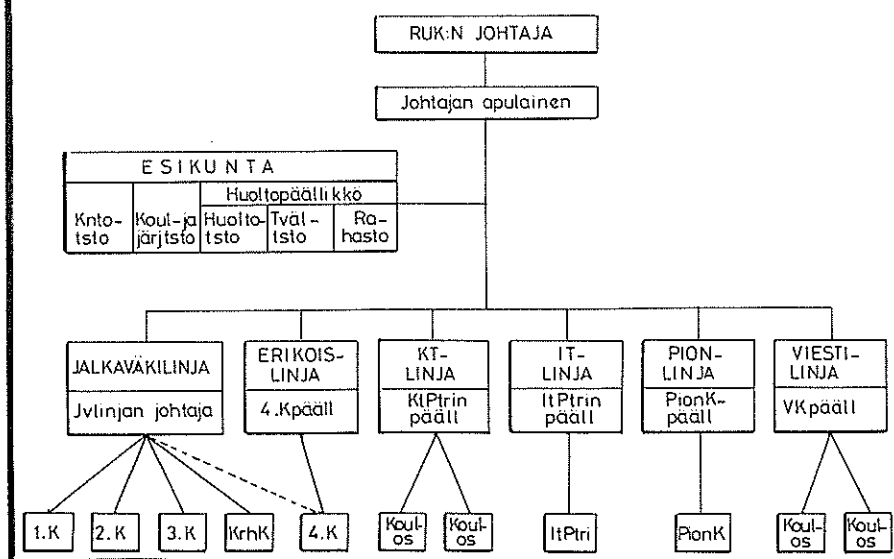 RUK:N JOHTAJA
Johtajan apulainen
ESIKUNTA
Huoltopäällikkö
Knto-
tsto
Koul-ja
järjtsto
Huolto-
tsto
Tväl-
tsto
Ra-
hasto
JALKAVÄKILINJA
Jvlinjan johtaja
ERIKOIS-
LINJA
4.Kpääll
KT-
LINJA
KtPtrin
pääll
IT-
LINJA
ItPtrin
pääll
PION-
LINJA
PionK-
pääll
VIESTI-
LINJA
VKpääll
1.K
2.K
3.K
KrhK
4.K
Koul-
os
Koul-
os
ItPtri
PionK
Koul-
os
Koul-
os